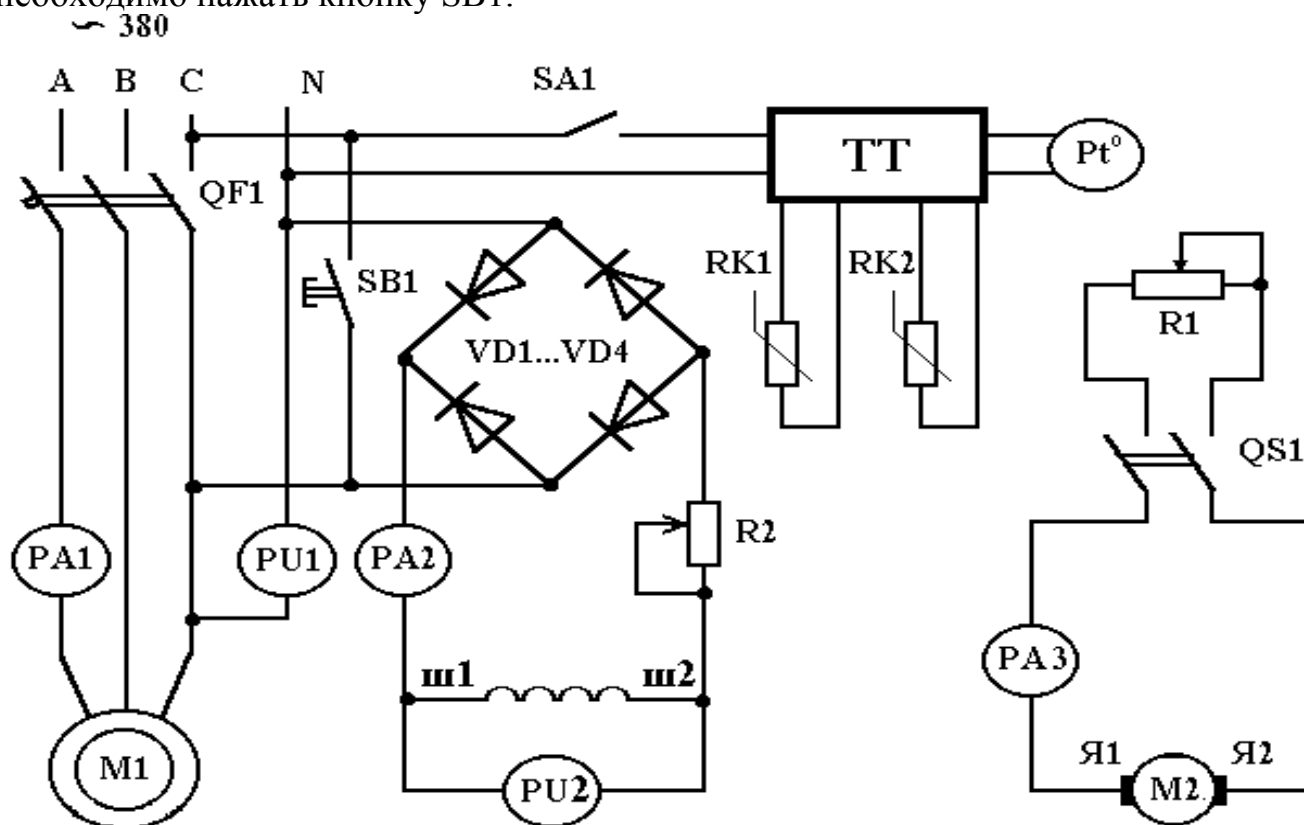 необходимо нажать кнопку SB1.
~ 380
A B C N SA1
TT
Pt°
QF1
SB1
RK1 RK2
R1
VD1...VD4
QS1
PA1 PU1 PA2
R2
ш1 ш2
PA3
M1
PU2
Я1 Я2
M2